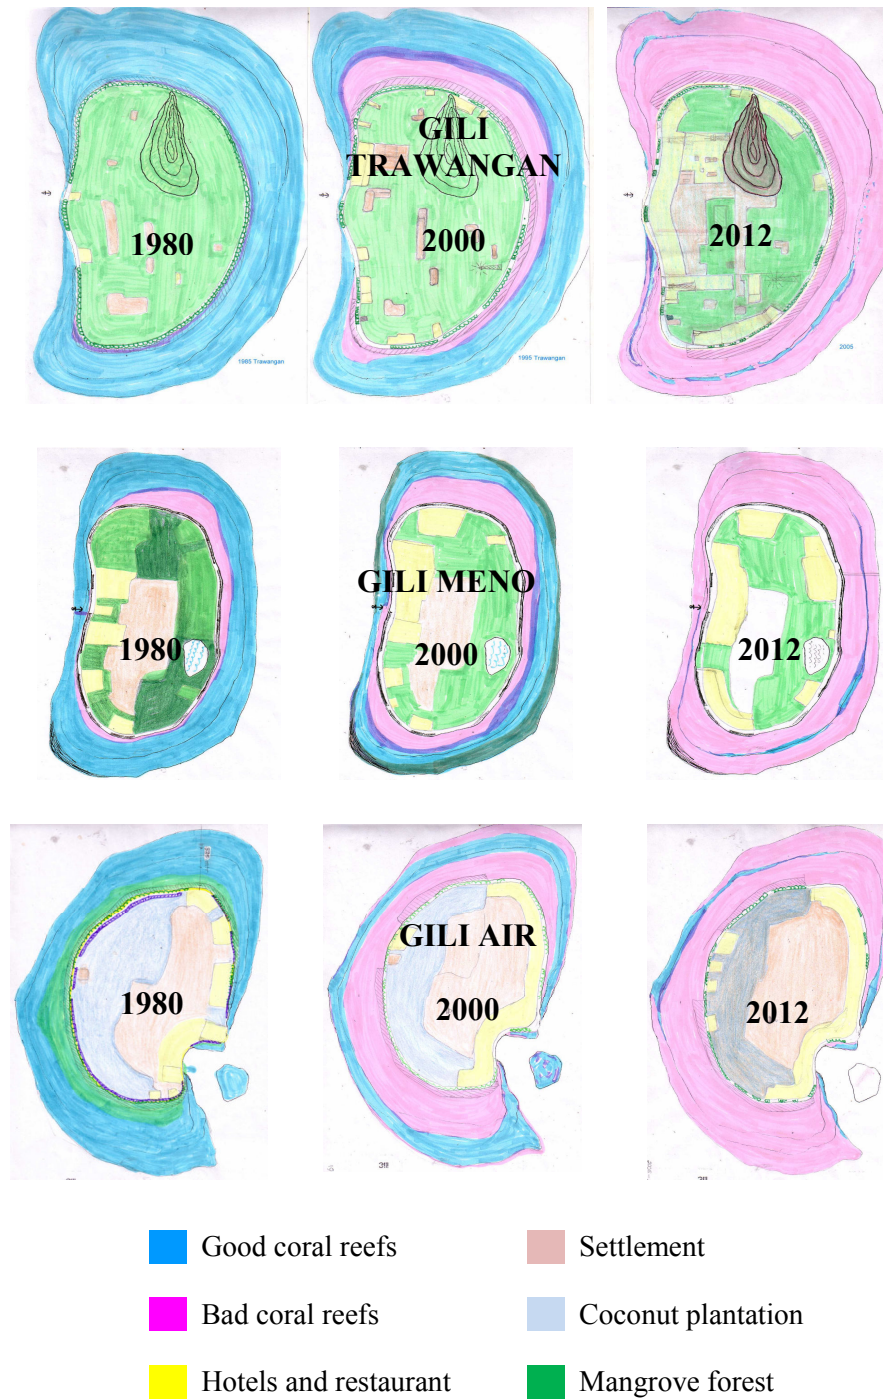 GILI
TRAWANGAN
1980
2000
2012
1985 Trawangan
1995 Trawangan
2005
GILI MENO
1980
2000
2012
GILI AIR
1980
2000
2012
Good coral reefs
Settlement
Bad coral reefs
Coconut plantation
Hotels and restaurant
Mangrove forest